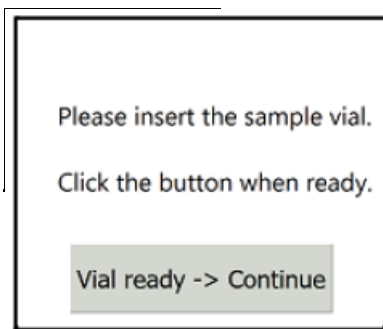 Please insert the sample vial.
Click the button when ready.
Vial ready -> Continue